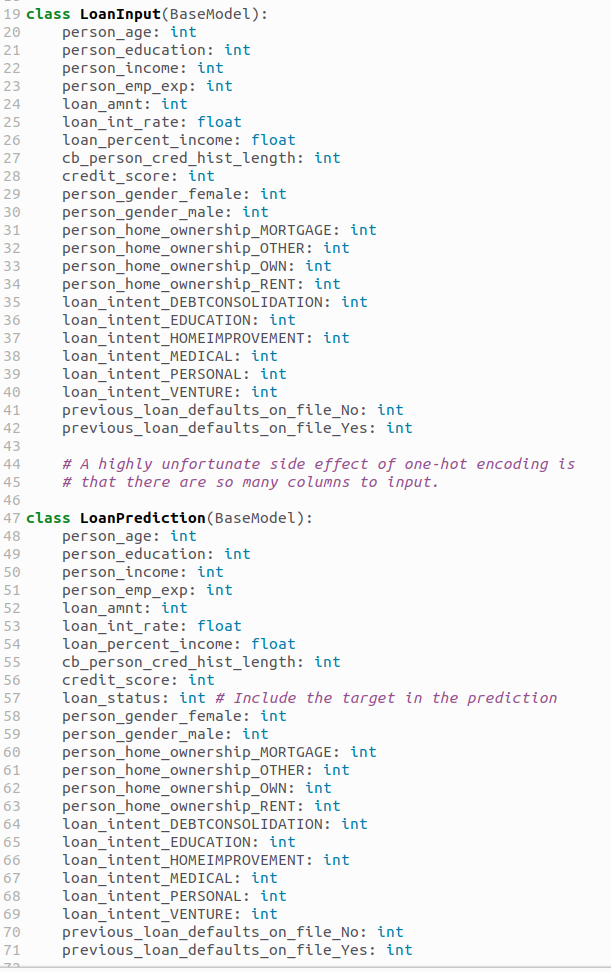 19 class LoanInput(BaseModel):
20     person_age: int
21     person_education: int
22     person_income: int
23     person_emp_exp: int
24     loan_amnt: int
25     loan_int_rate: float
26     loan_percent_income: float
27     cb_person_cred_hist_length: int
28     credit_score: int
29     person_gender_female: int
30     person_gender_male: int
31     person_home_ownership_MORTGAGE: int
32     person_home_ownership_OTHER: int
33     person_home_ownership_OWN: int
34     person_home_ownership_RENT: int
35     loan_intent_DEBTCONSOLIDATION: int
36     loan_intent_EDUCATION: int
37     loan_intent_HOMEIMPROVEMENT: int
38     loan_intent_MEDICAL: int
39     loan_intent_PERSONAL: int
40     loan_intent_VENTURE: int
41     previous_loan_defaults_on_file_No: int
42     previous_loan_defaults_on_file_Yes: int
43
44     # A highly unfortunate side effect of one-hot encoding is
45     # that there are so many columns to input.
46
47 class LoanPrediction(BaseModel):
48     person_age: int
49     person_education: int
50     person_income: int
51     person_emp_exp: int
52     loan_amnt: int
53     loan_int_rate: float
54     loan_percent_income: float
55     cb_person_cred_hist_length: int
56     credit_score: int
57     loan_status: int # Include the target in the prediction
58     person_gender_female: int
59     person_gender_male: int
60     person_home_ownership_MORTGAGE: int
61     person_home_ownership_OTHER: int
62     person_home_ownership_OWN: int
63     person_home_ownership_RENT: int
64     loan_intent_DEBTCONSOLIDATION: int
65     loan_intent_EDUCATION: int
66     loan_intent_HOMEIMPROVEMENT: int
67     loan_intent_MEDICAL: int
68     loan_intent_PERSONAL: int
69     loan_intent_VENTURE: int
70     previous_loan_defaults_on_file_No: int
71     previous_loan_defaults_on_file_Yes: int